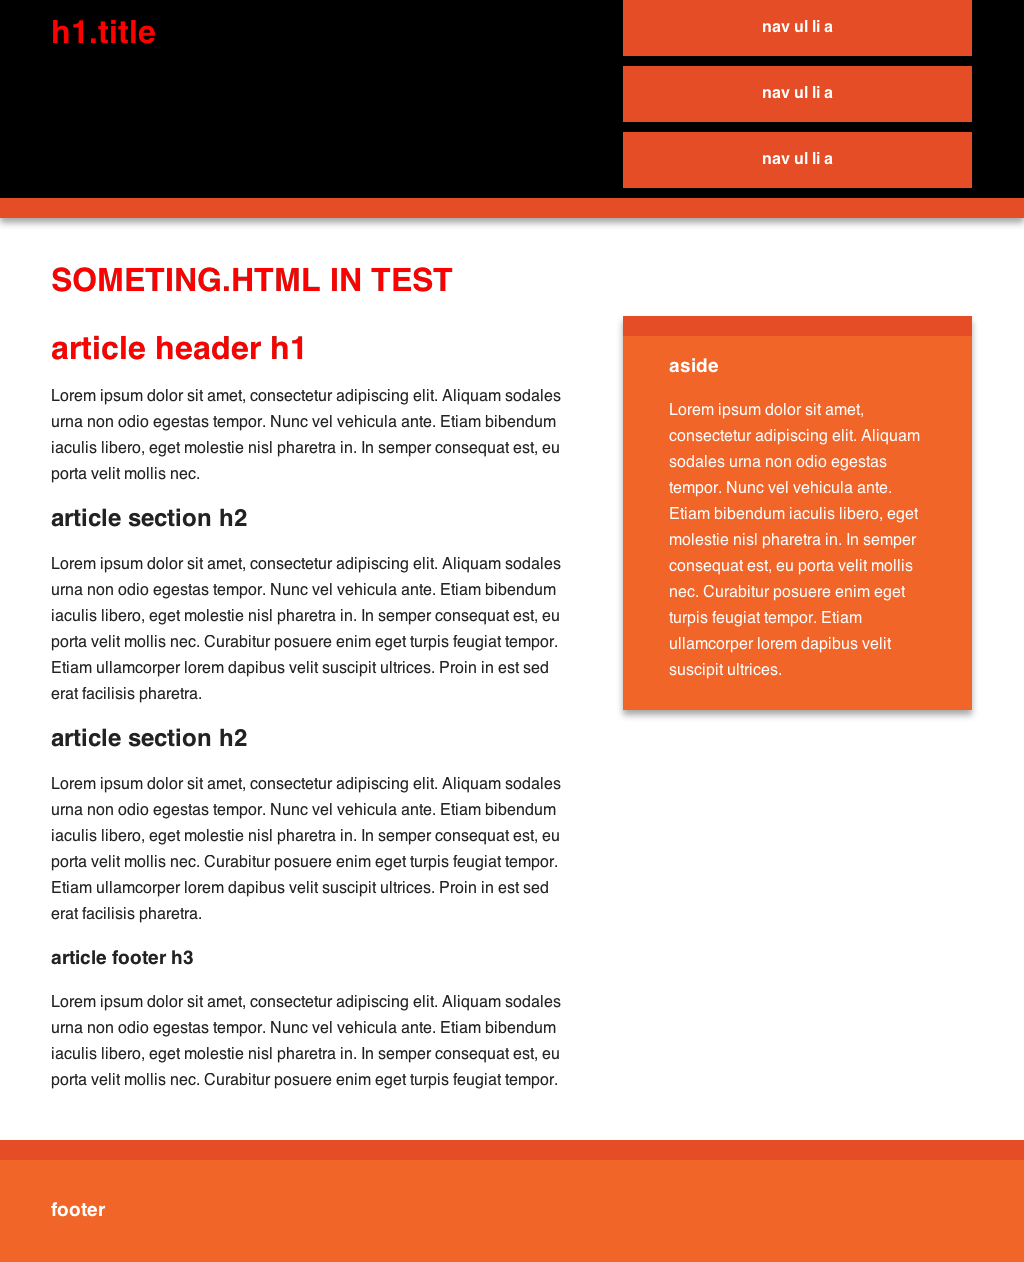 h1.title
nav ul li a
nav ul li a
nav ul li a
SOMETING.HTML IN TEST
article header h1
Lorem ipsum dolor sit amet, consectetur adipiscing elit. Aliquam sodales
urna non odio egestas tempor. Nunc vel vehicula ante. Etiam bibendum
iaculis libero, eget molestie nisl pharetra in. In semper consequat est, eu
porta velit mollis nec.
article section h2
Lorem ipsum dolor sit amet, consectetur adipiscing elit. Aliquam sodales
urna non odio egestas tempor. Nunc vel vehicula ante. Etiam bibendum
iaculis libero, eget molestie nisl pharetra in. In semper consequat est, eu
porta velit mollis nec. Curabitur posuere enim eget turpis feugiat tempor.
Etiam ullamcorper lorem dapibus velit suscipit ultrices. Proin in est sed
erat facilisis pharetra.
article section h2
Lorem ipsum dolor sit amet, consectetur adipiscing elit. Aliquam sodales
urna non odio egestas tempor. Nunc vel vehicula ante. Etiam bibendum
iaculis libero, eget molestie nisl pharetra in. In semper consequat est, eu
porta velit mollis nec. Curabitur posuere enim eget turpis feugiat tempor.
Etiam ullamcorper lorem dapibus velit suscipit ultrices. Proin in est sed
erat facilisis pharetra.
article footer h3
Lorem ipsum dolor sit amet, consectetur adipiscing elit. Aliquam sodales
urna non odio egestas tempor. Nunc vel vehicula ante. Etiam bibendum
iaculis libero, eget molestie nisl pharetra in. In semper consequat est, eu
porta velit mollis nec. Curabitur posuere enim eget turpis feugiat tempor.
aside
Lorem ipsum dolor sit amet,
consectetur adipiscing elit. Aliquam
sodales urna non odio egestas
tempor. Nunc vel vehicula ante.
Etiam bibendum iaculis libero, eget
molestie nisl pharetra in. In semper
consequat est, eu porta velit mollis
nec. Curabitur posuere enim eget
turpis feugiat tempor. Etiam
ullamcorper lorem dapibus velit
suscipit ultrices.
footer